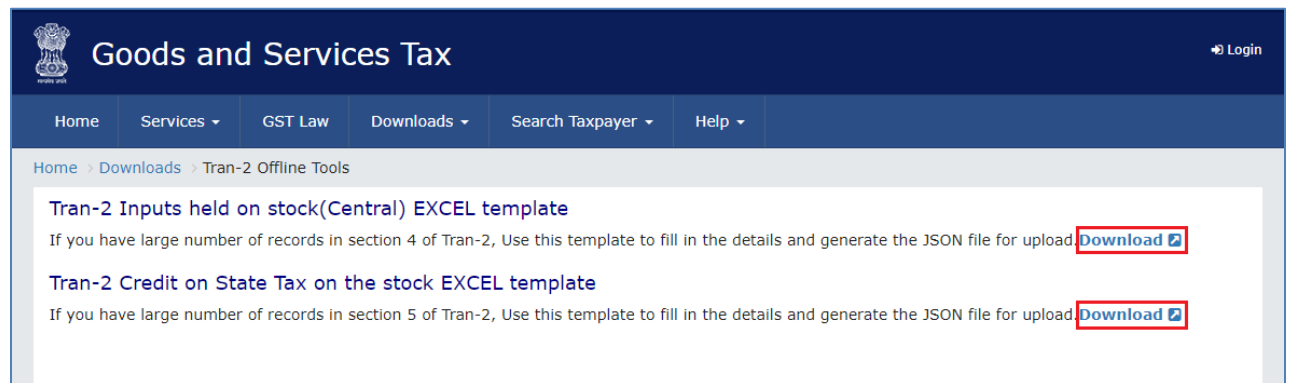 Goods and Services Tax
Login
Home Services GST Law Downloads Search Taxpayer Help
Home > Downloads > Tran-2 Offline Tools
Tran-2 Inputs held on stock(Central) EXCEL template
If you have large number of records in section 4 of Tran-2, Use this template to fill in the details and generate the JSON file for upload. Download
Tran-2 Credit on State Tax on the stock EXCEL template
If you have large number of records in section 5 of Tran-2, Use this template to fill in the details and generate the JSON file for upload. Download